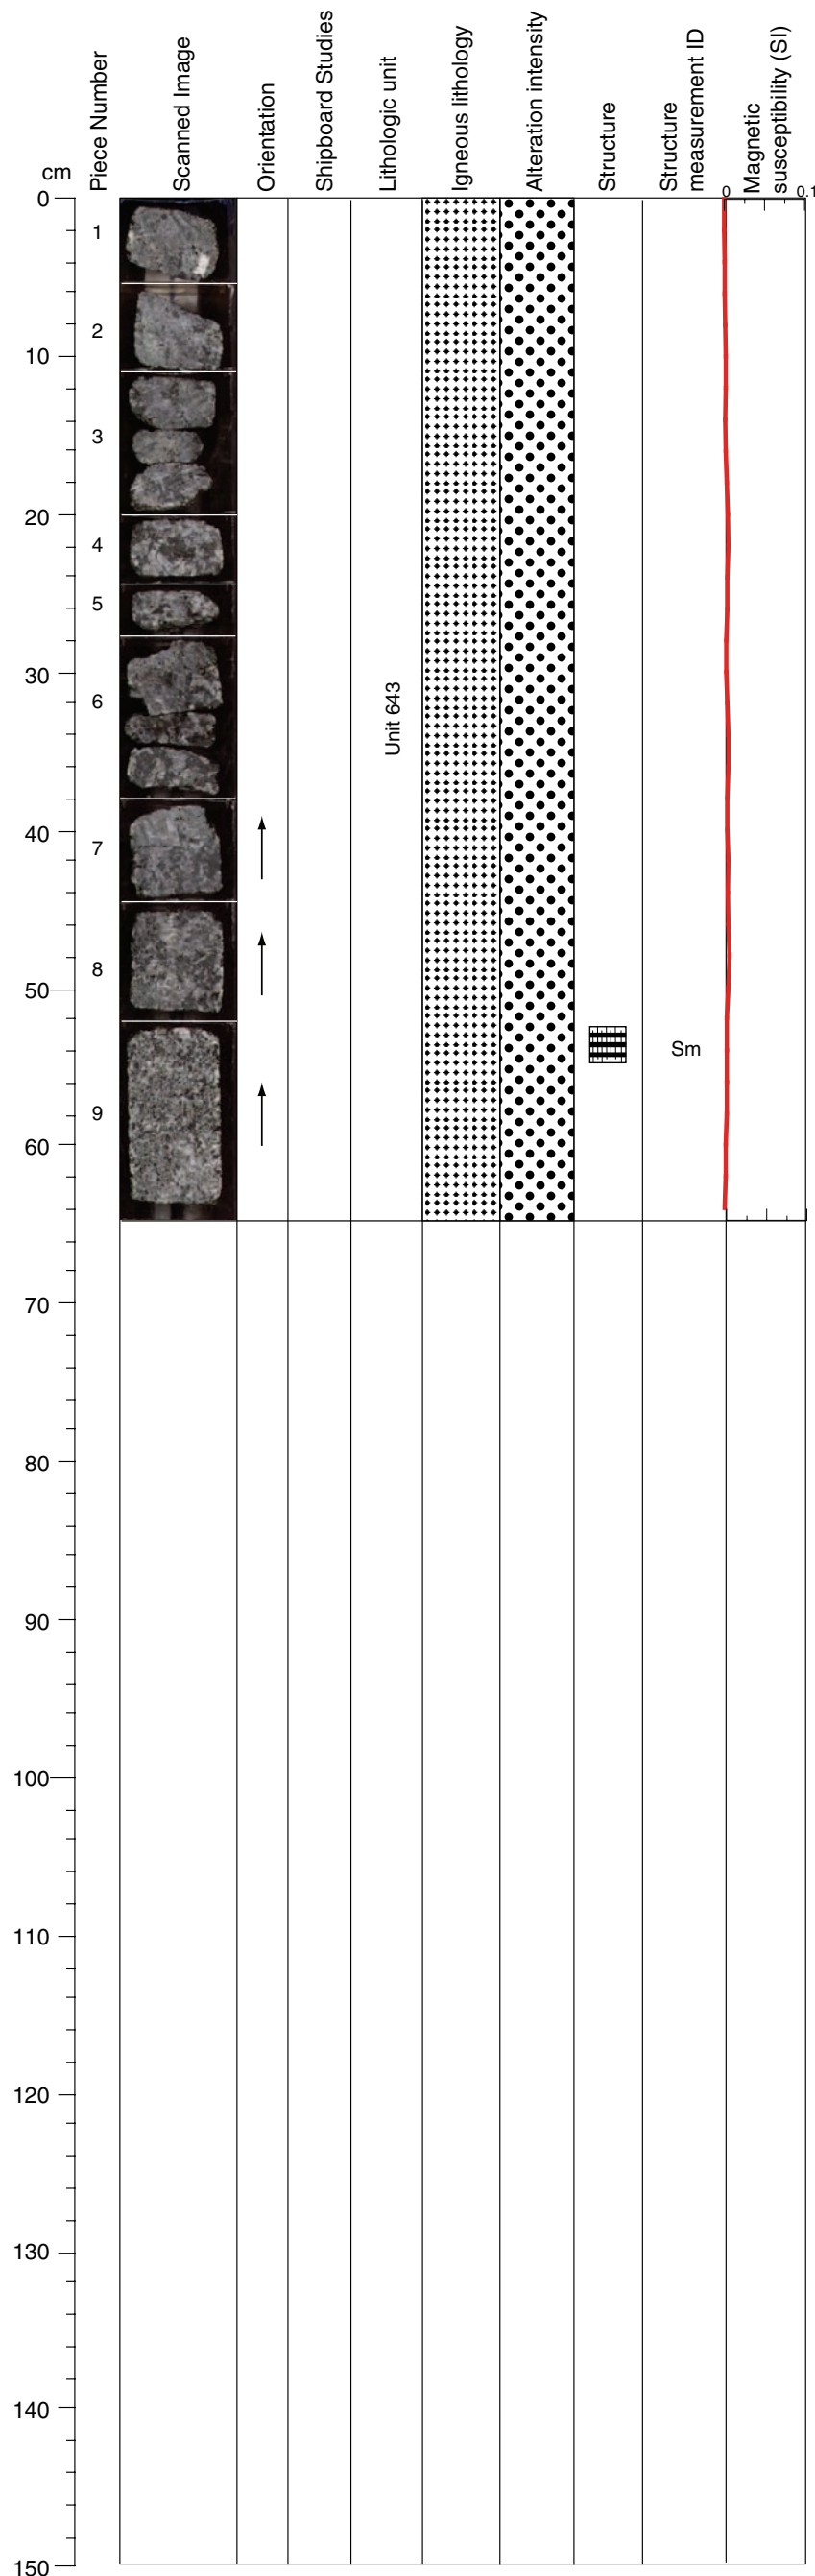 cm
Piece Number
Scanned Image
Orientation
Shipboard Studies
Lithologic unit
Igneous lithology
Alteration intensity
Structure
Structure
measurement ID
Magnetic
susceptibility (SI)
0
0.1
0
1
2
10
3
20
4
5
30
6
Unit 643
40
7
8
50
Sm
9
60
70
80
90
100
110
120
130
140
150